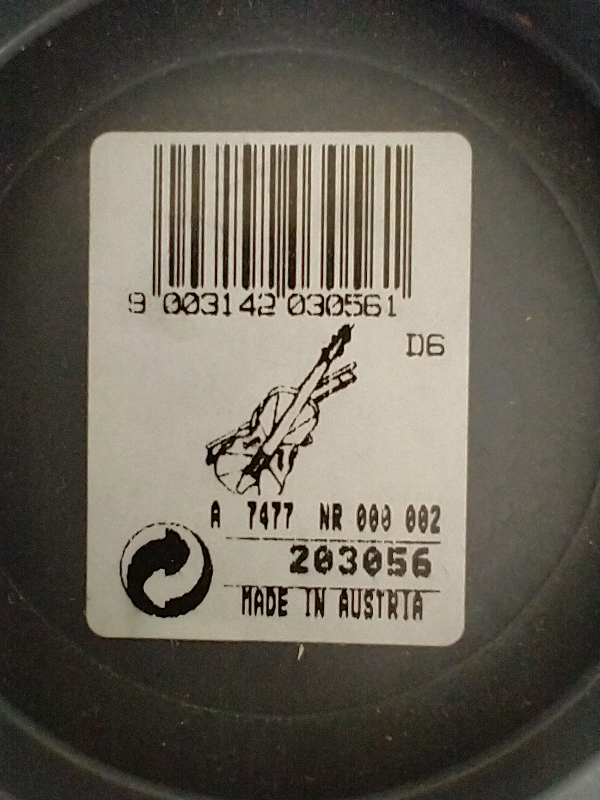 9 003142 030561
D6
A 7477 NR 000 002
203056
MADE IN AUSTRIA